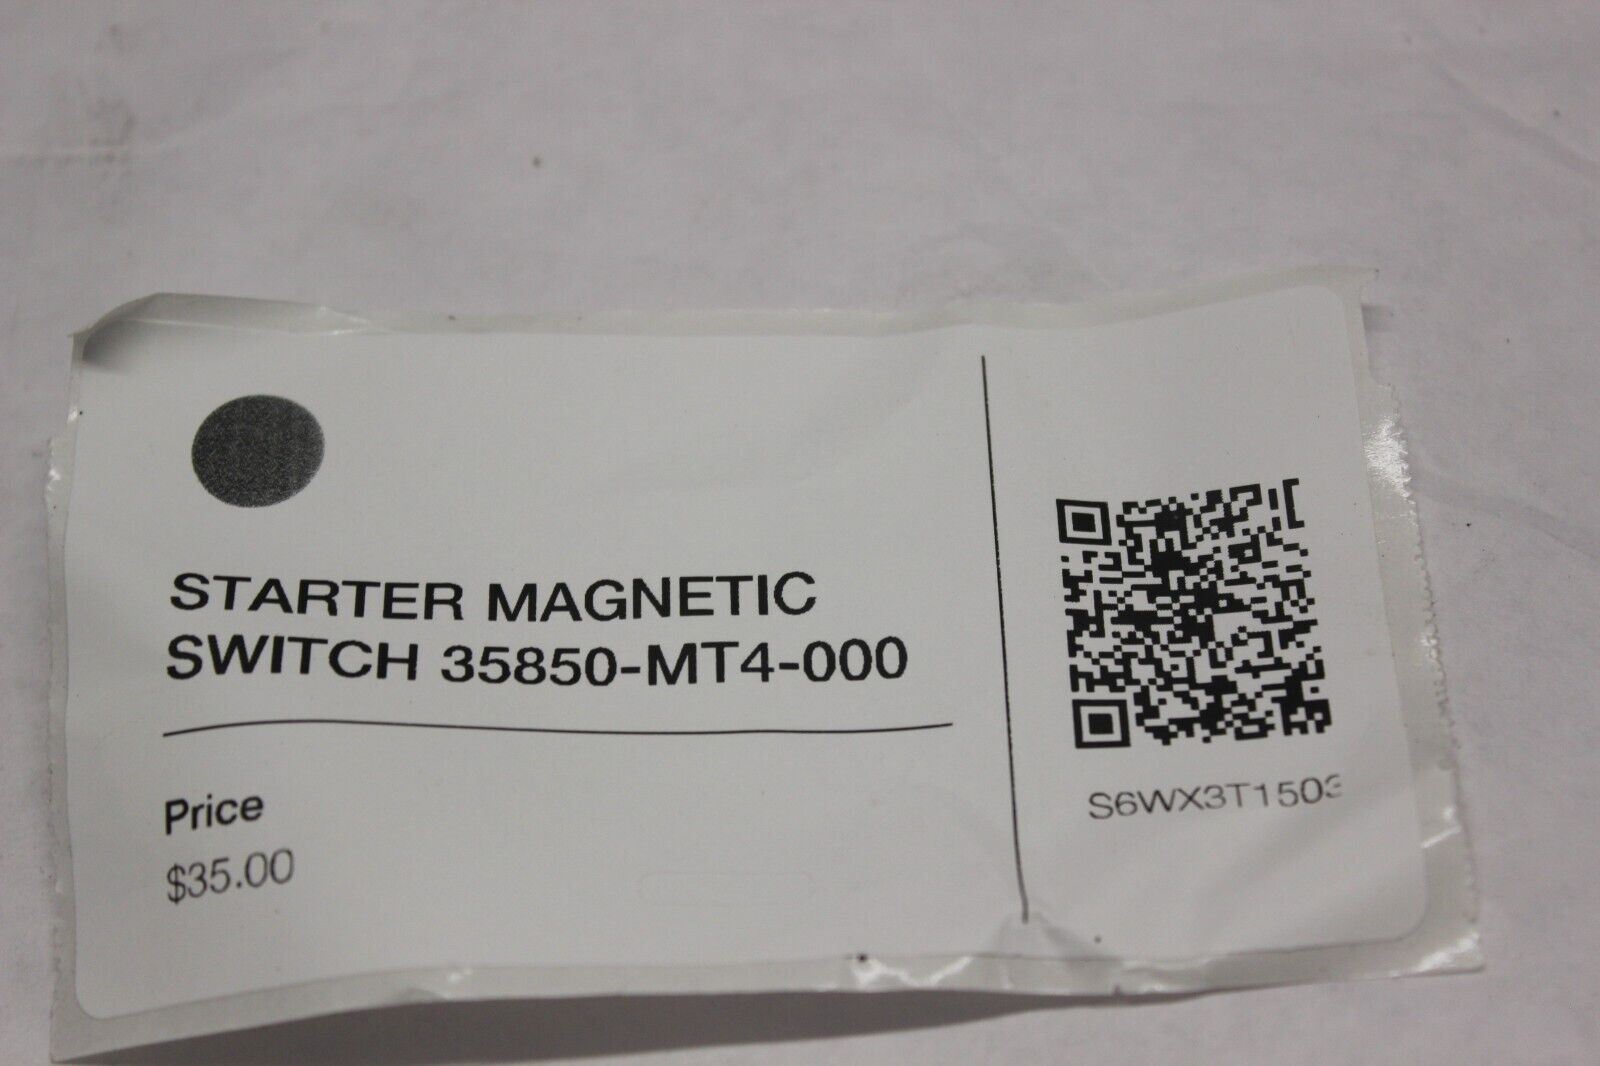 STARTER MAGNETIC
SWITCH 35850-MT4-000
Price
$35.00
S6WX3T1503